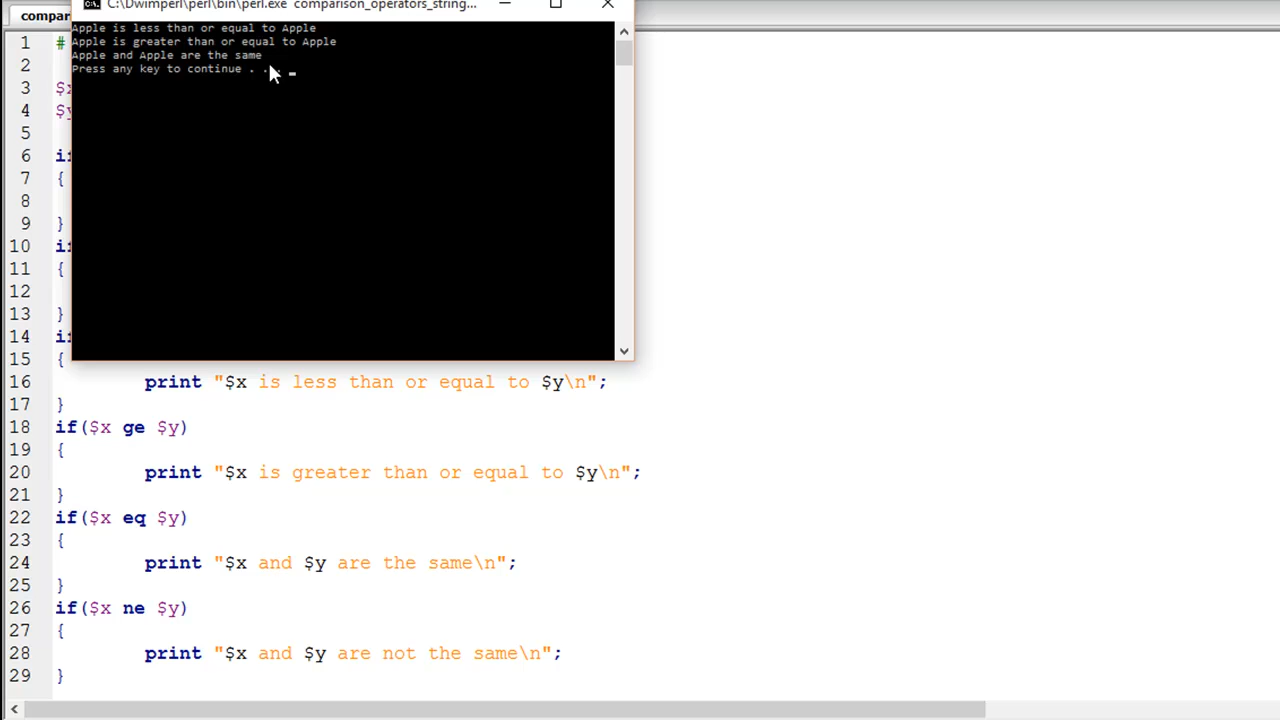 C:\Dwimperl\perl\bin\perl.exe comparison_operators_string...
compar
Apple is less than or equal to Apple
Apple is greater than or equal to Apple
Apple and Apple are the same
Press any key to continue . . .
1 #
2
3 $x
4 $y
5
6 if
7 {
8
9 }
10 if
11 {
12
13 }
14 if
15 {
16 print "$x is less than or equal to $y\n";
17 }
18 if($x ge $y)
19 {
20 print "$x is greater than or equal to $y\n";
21 }
22 if($x eq $y)
23 {
24 print "$x and $y are the same\n";
25 }
26 if($x ne $y)
27 {
28 print "$x and $y are not the same\n";
29 }